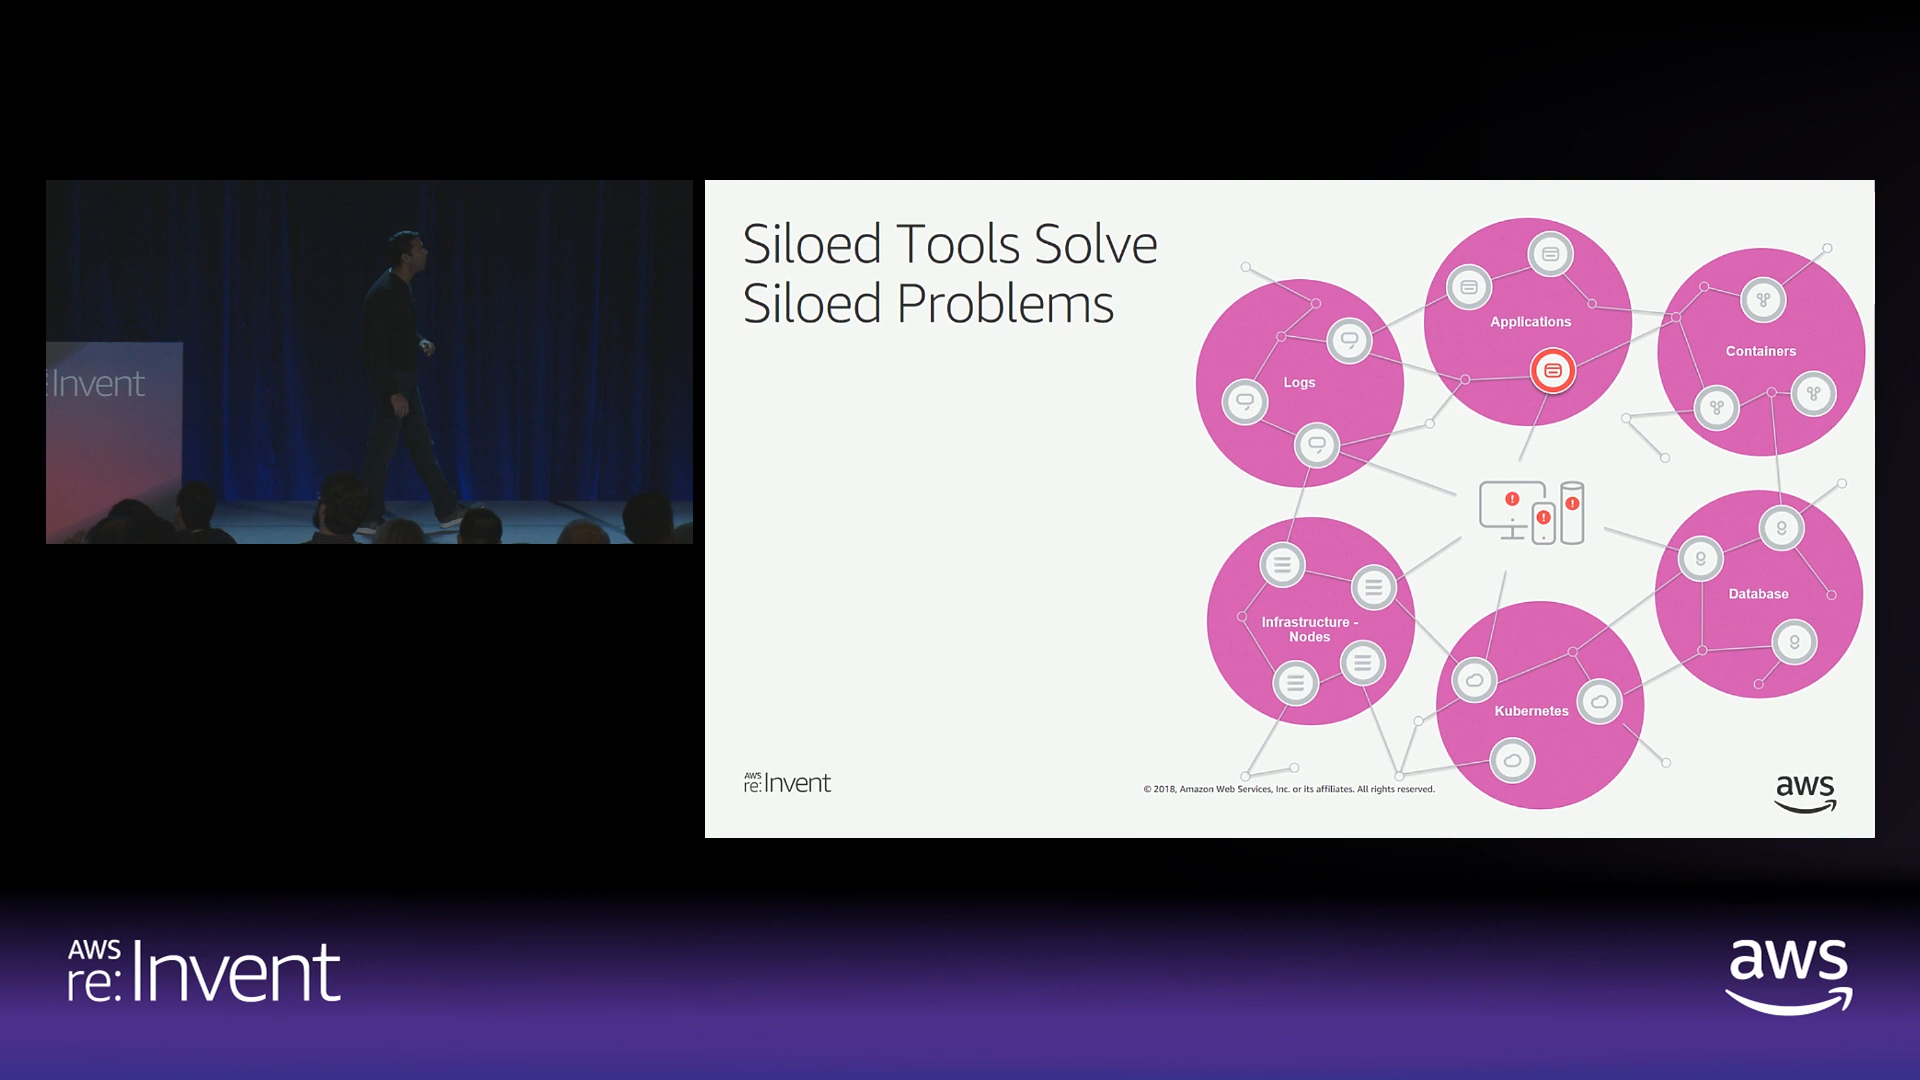 :Invent
Siloed Tools Solve
Siloed Problems
Applications
Containers
Logs
Database
Infrastructure -
Nodes
Kubernetes
AWS
re:Invent
© 2018, Amazon Web Services, Inc. or its affiliates. All rights reserved.
aws
AWS
re:Invent
aws